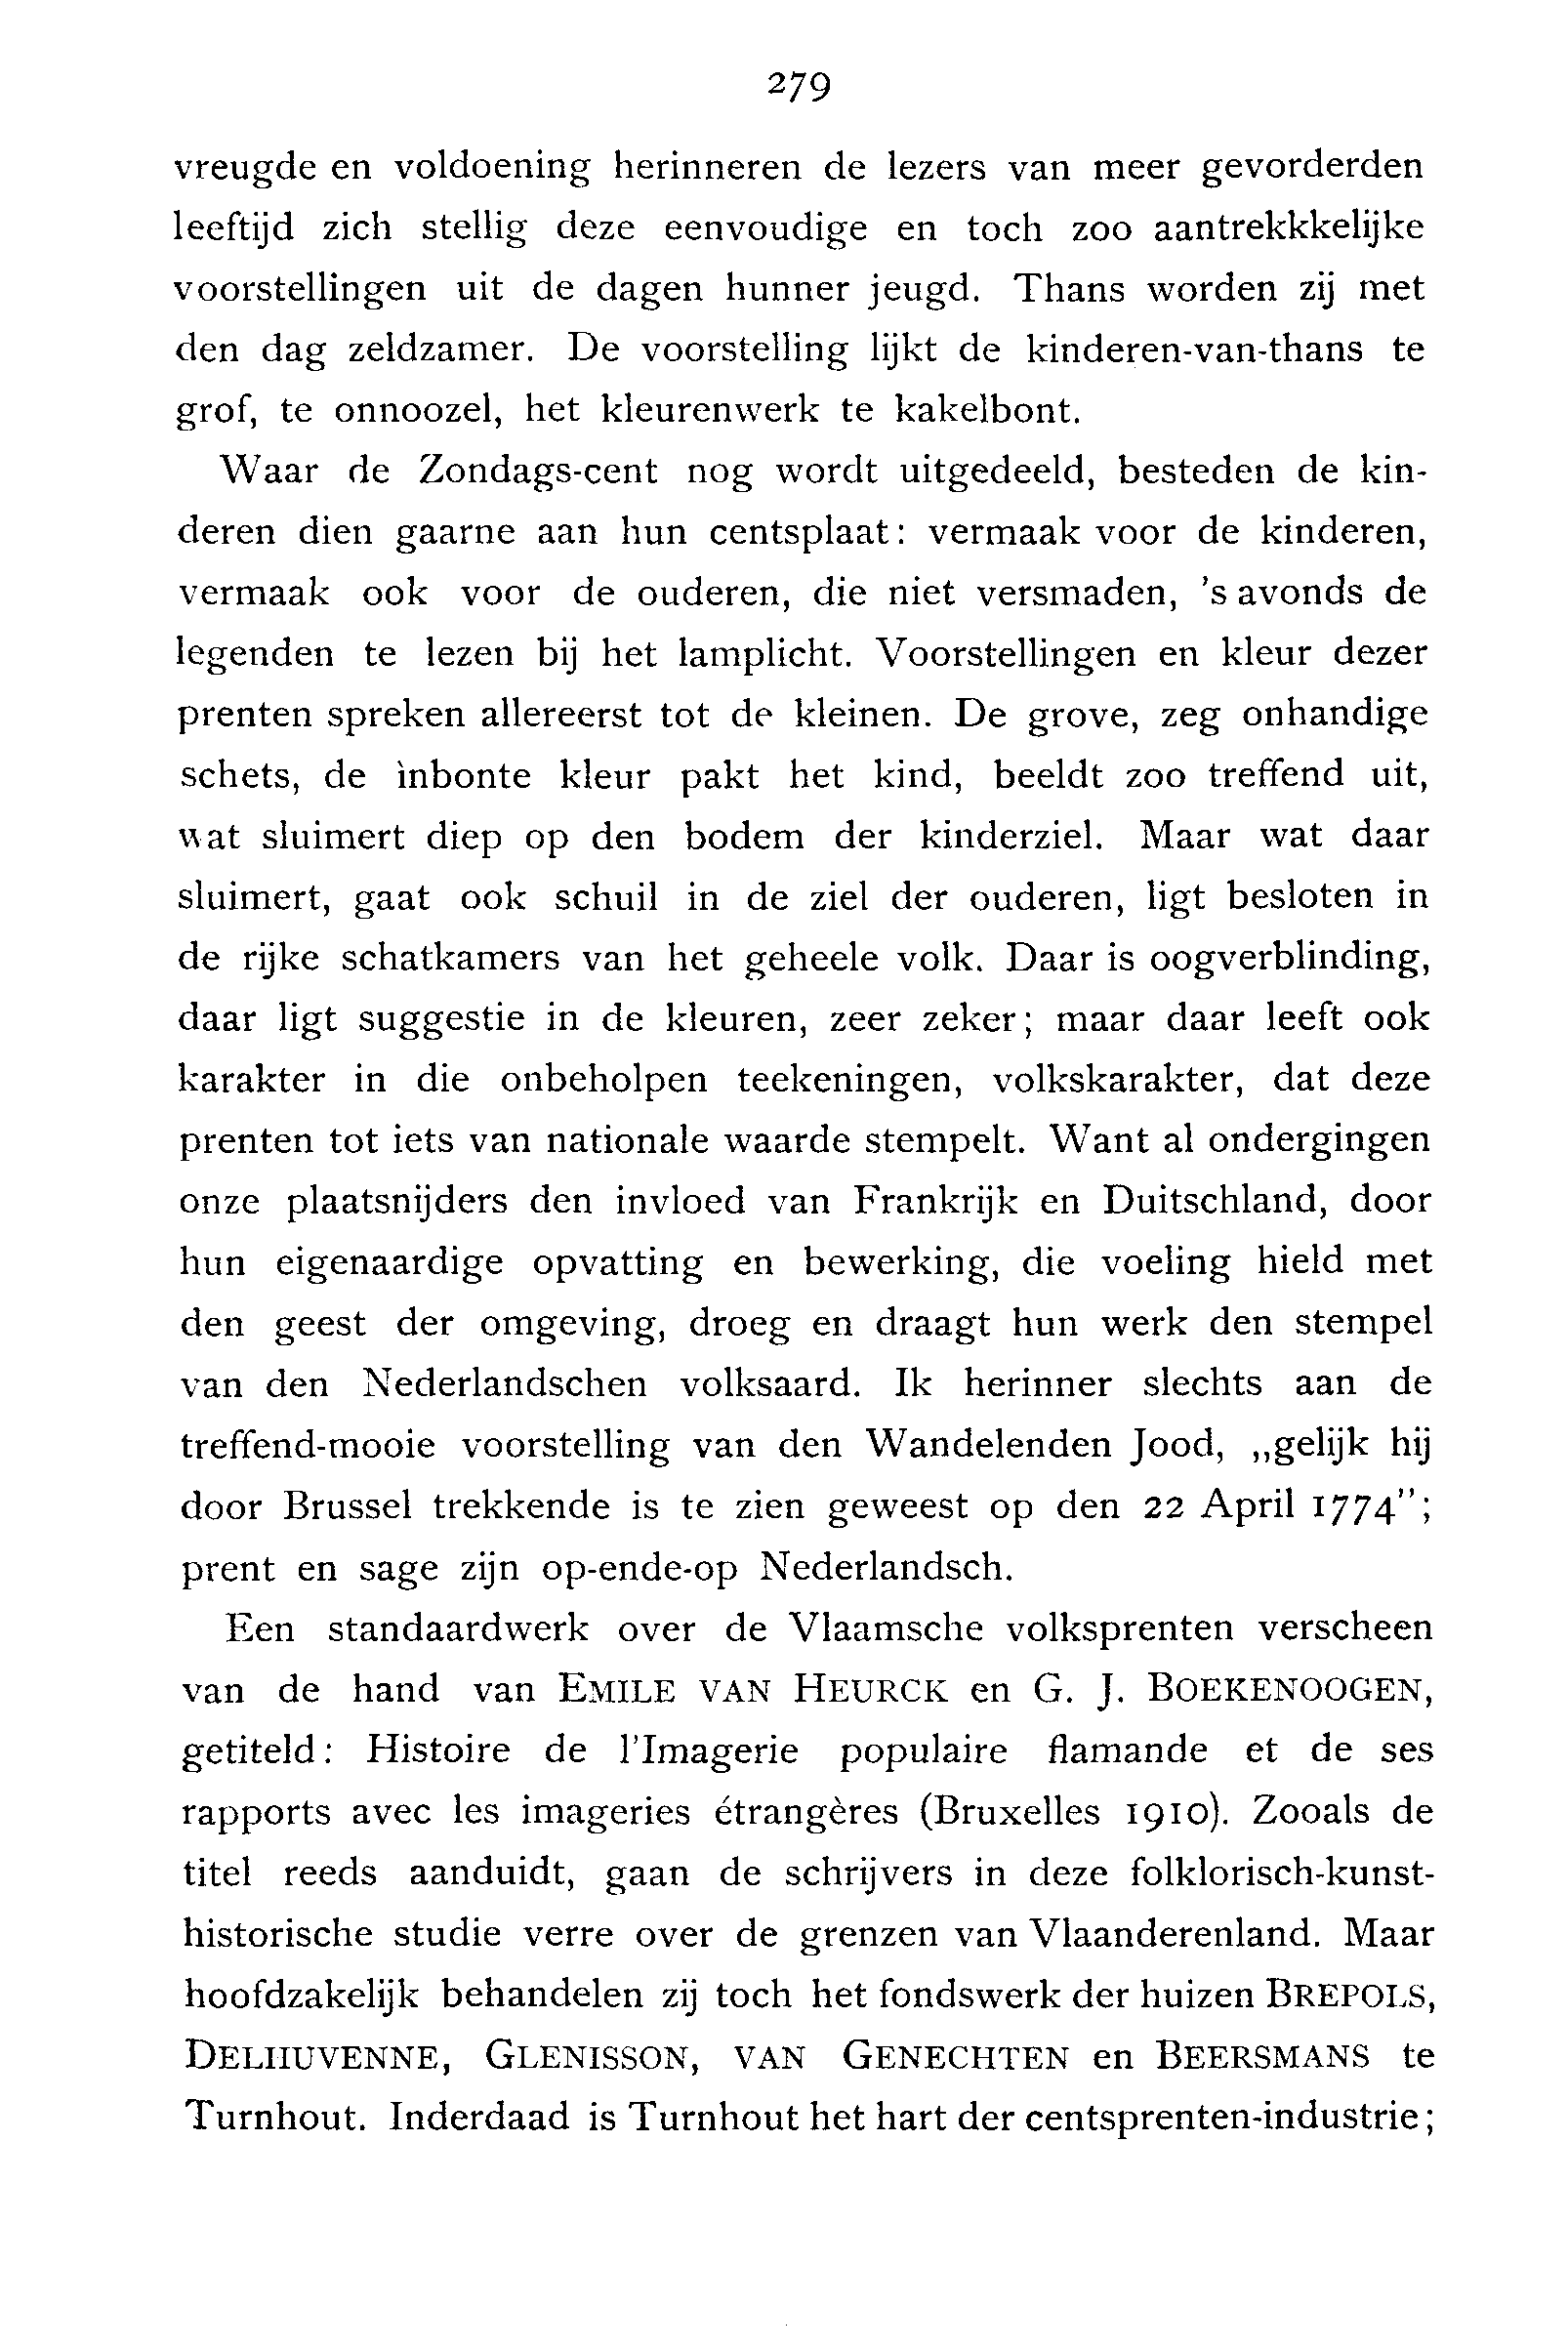 279
vreugde en voldoening herinneren de lezers van meer gevorderden
leeftijd zich stellig deze eenvoudige en toch zoo aantrekkkelijke
voorstellingen uit de dagen hunner jeugd. Thans worden zij met
den dag zeldzamer. De voorstelling lijkt de kinderen-van-thans te
grof, te onnoozel, het kleurenwerk te kakelbont.
Waar de Zondags-cent nog wordt uitgedeeld, besteden de kin-
deren dien gaarne aan hun centsplaat: vermaak voor de kinderen,
vermaak ook voor de ouderen, die niet versmaden, 's avonds de
legenden te lezen bij het lamplicht. Voorstellingen en kleur dezer
prenten spreken allereerst tot de kleinen. De grove, zeg onhandige
schets, de inbonte kleur pakt het kind, beeldt zoo treffend uit,
wat sluimert diep op den bodem der kinderziel. Maar wat daar
sluimert, gaat ook schuil in de ziel der ouderen, ligt besloten in
de rijke schatkamers van het geheele volk. Daar is oogverblinding,
daar ligt suggestie in de kleuren, zeer zeker; maar daar leeft ook
karakter in die onbeholpen teekeningen, volkskarakter, dat deze
prenten tot iets van nationale waarde stempelt. Want al ondergingen
onze plaatsnijders den invloed van Frankrijk en Duitschland, door
hun eigenaardige opvatting en bewerking, die voeling hield met
den geest der omgeving, droeg en draagt hun werk den stempel
van den Nederlandschen volksaard. Ik herinner slechts aan de
treffend-mooie voorstelling van den Wandelenden Jood, „gelijk hij
door Brussel trekkende is te zien geweest op den 22 April 1774”;
prent en sage zijn op-ende-op Nederlandsch.
Een standaardwerk over de Vlaamsche volksprenten verscheen
van de hand van EMILE VAN HEURCK en G. J. BOEKENOOGEN,
getiteld: Histoire de l'Imagerie populaire flamande et de ses
rapports avec les imageries étrangères (Bruxelles 1910). Zooals de
titel reeds aanduidt, gaan de schrijvers in deze folklorisch-kunst-
historische studie verre over de grenzen van Vlaanderenland. Maar
hoofdzakelijk behandelen zij toch het fondswerk der huizen BREPOLS,
DELHUVENNE, GLENISSON, VAN GENECHTEN en BEERSMANS te
Turnhout. Inderdaad is Turnhout het hart der centsprenten-industrie;